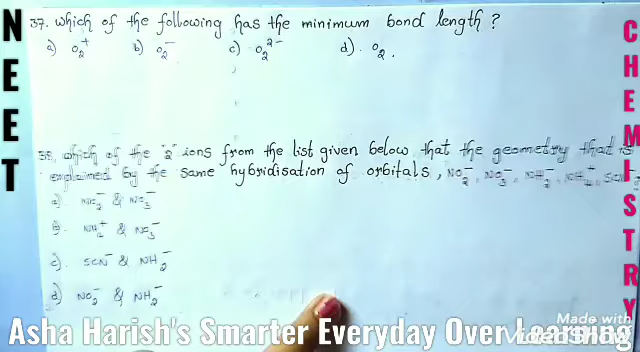 NEET
CHEMISTRY
37. which of the following has the minimum bond length ?
a) O₂⁺ b) O₂⁻ c) O₂²⁻ d). O₂.
38. which of the "2" ions from the list given below that the geometry that is
explained by the same hybridisation of orbitals, NO₂⁻, NO₃⁻, NH₂⁻, NH₄⁺, SCN⁻
a). NO₂⁻ & NO₃⁻
b). NH₄⁺ & NO₃⁻
c). SCN⁻ & NH₂⁻
d) NO₂⁻ & NH₂⁻
Made with
VideoShow
Asha Harish's Smarter Everyday Over Learning